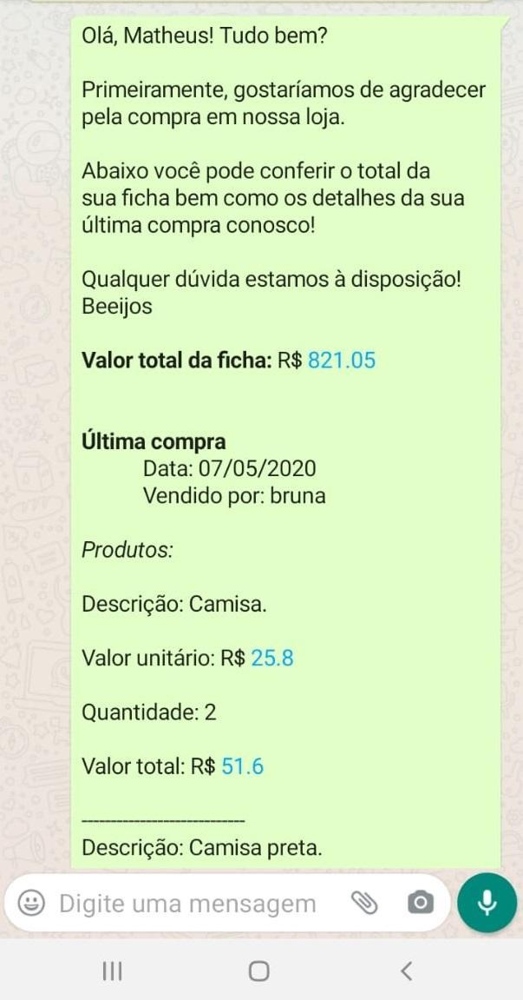 Olá, Matheus! Tudo bem?
Primeiramente, gostaríamos de agradecer
pela compra em nossa loja.
Abaixo você pode conferir o total da
sua ficha bem como os detalhes da sua
última compra conosco!
Qualquer dúvida estamos à disposição!
Beeijos
Valor total da ficha: R$ 821.05
Última compra
Data: 07/05/2020
Vendido por: bruna
Produtos:
Descrição: Camisa.
Valor unitário: R$ 25.8
Quantidade: 2
Valor total: R$ 51.6
----------------------------
Descrição: Camisa preta.
Digite uma mensagem